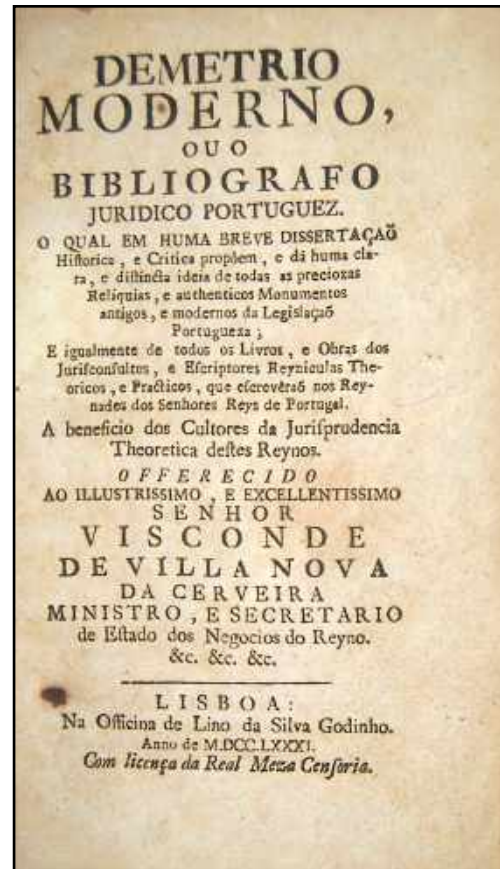 DEMETRIO
MODERNO,
OU O
BIBLIOGRAFO
JURIDICO PORTUGUEZ.
O QUAL EM HUMA BREVE DISSERTAÇAÕ
Hiſtorica, e Critica propõem, e dá huma cla-
ra, e diſtincta ideia de todas as preciozas
Reliquias, e authenticos Monumentos
antigos, e modernos da Legiſlaçaõ
Portugueza;
E igualmente de todos os Livros, e Obras dos
Juriſconſultos, e Eſcriptores Reyniculas The-
oricos, e Practicos, que eſcrevêraõ nos Rey-
nados dos Senhores Reys de Portugal.
A beneficio dos Cultores da Juriſprudencia
Theoretica deſtes Reynos.
OFFERECIDO
AO ILLUSTRISSIMO, E EXCELLENTISSIMO
SENHOR
VISCONDE
DE VILLA NOVA
DA CERVEIRA
MINISTRO, E SECRETARIO
de Eſtado dos Negocios do Reyno.
&c. &c. &c.
LISBOA:
Na Officina de Lino da Silva Godinho.
Anno de M.DCC.LXXXI.
Com licença da Real Meza Cenſoria.